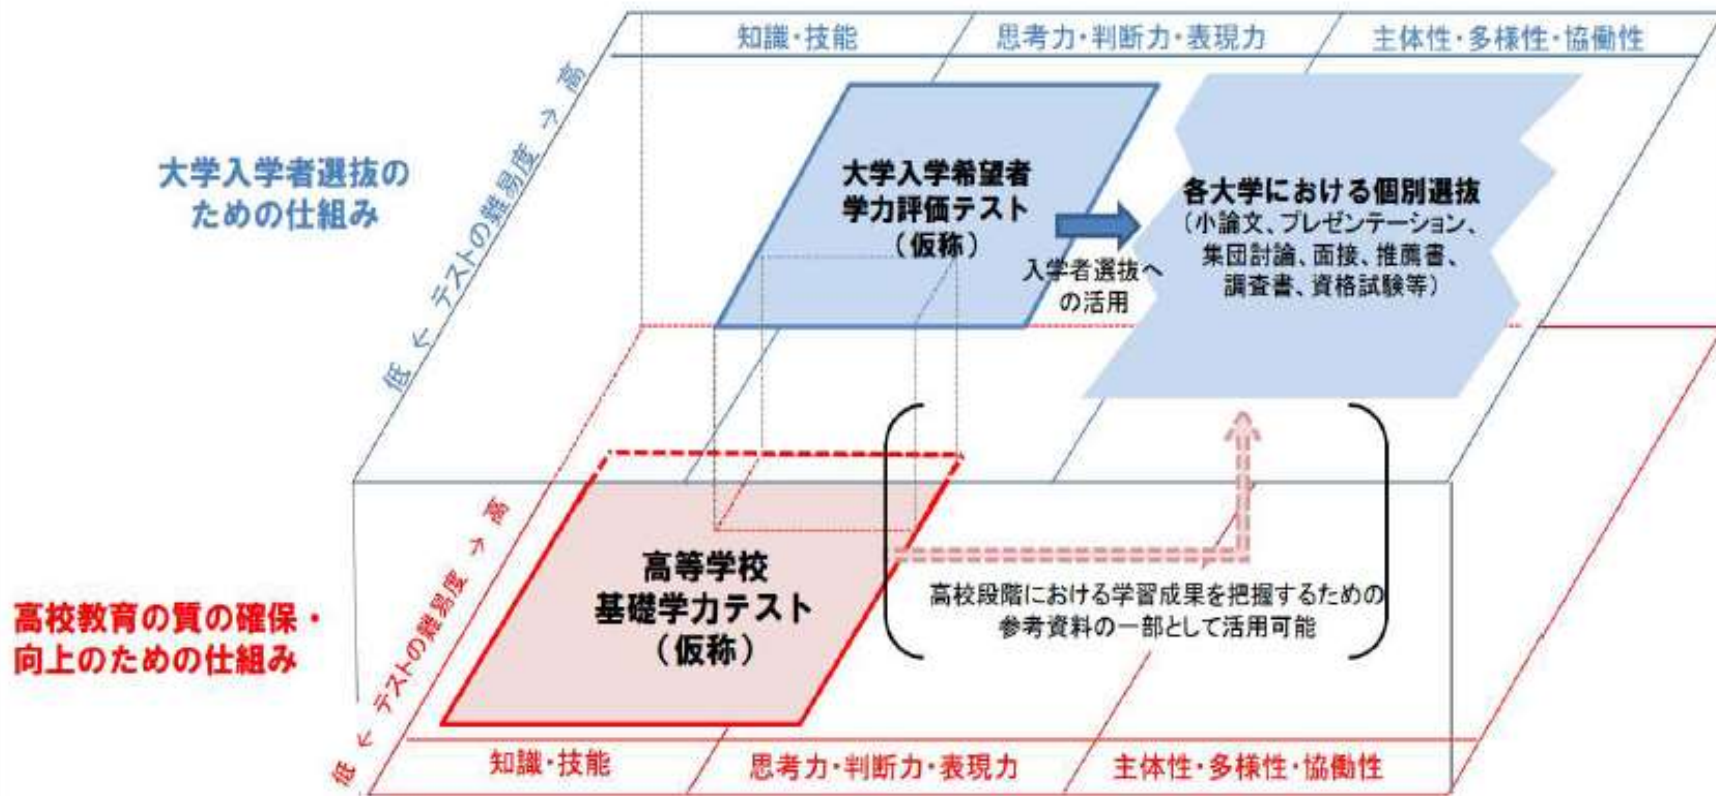 知識・技能
思考力・判断力・表現力
主体性・多様性・協働性
低 ← テストの難易度 → 高
大学入学者選抜の
ための仕組み
大学入学希望者
学力評価テスト
（仮称）
入学者選抜へ
の活用
各大学における個別選抜
（小論文、プレゼンテーション、
集団討論、面接、推薦書、
調査書、資格試験等）
高校教育の質の確保・
向上のための仕組み
低 ← テストの難易度 → 高
高等学校
基礎学力テスト
（仮称）
高校段階における学習成果を把握するための
参考資料の一部として活用可能
知識・技能
思考力・判断力・表現力
主体性・多様性・協働性